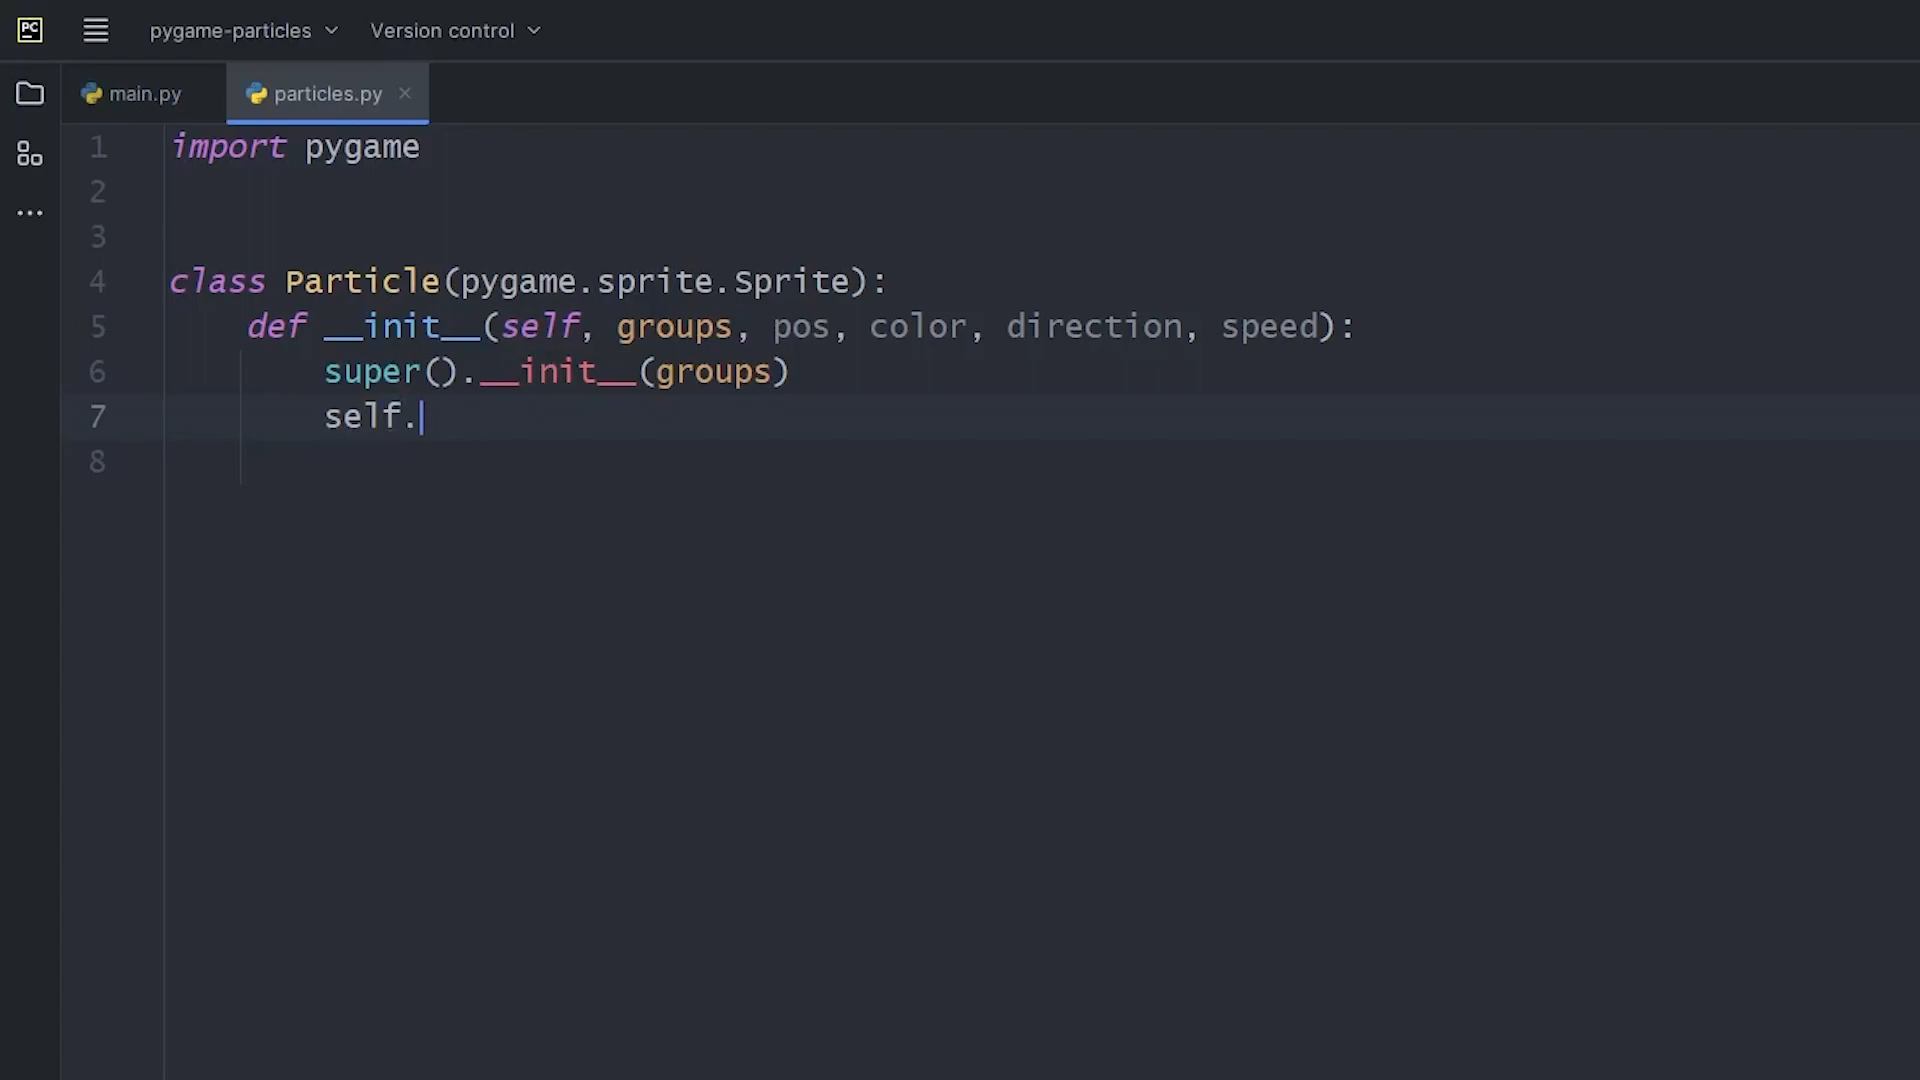 PC pygame-particles Version control
main.py particles.py
1 import pygame
2
3
4 class Particle(pygame.sprite.Sprite):
5 def __init__(self, groups, pos, color, direction, speed):
6 super().__init__(groups)
7 self.
8